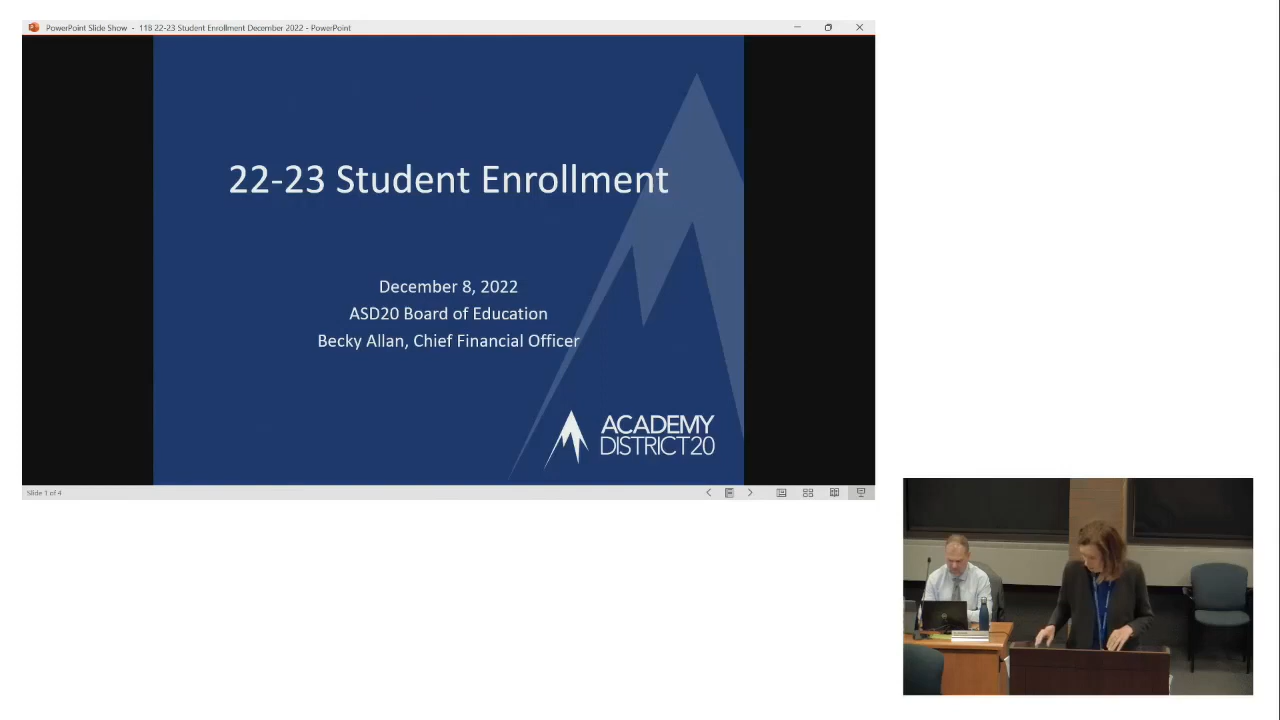 PowerPoint Slide Show - 11B 22-23 Student Enrollment December 2022 - PowerPoint
22-23 Student Enrollment
December 8, 2022
ASD20 Board of Education
Becky Allan, Chief Financial Officer
ACADEMY
DISTRICT20
Slide 1 of 4